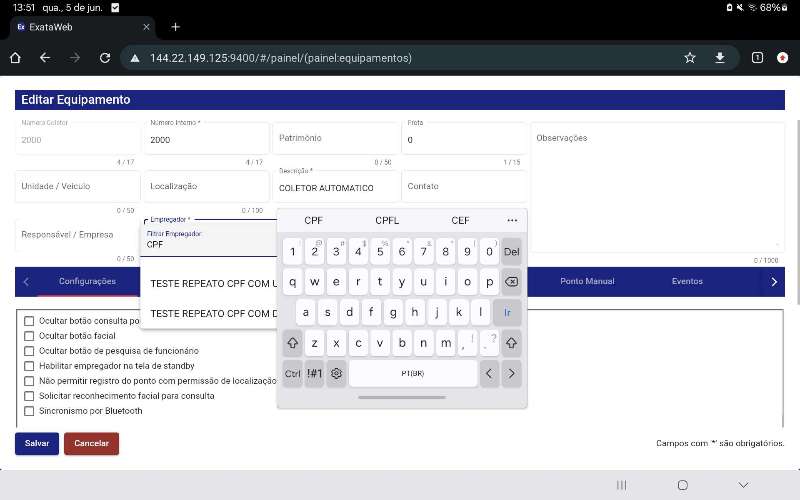 13:51 qua., 5 de jun. 68%
Ex ExataWeb
144.22.149.125:9400/#/painel/(painel:equipamentos)
1
Editar Equipamento
Número Coletor
2000
4 / 17
Número Interno *
2000
4 / 17
Patrimônio
0 / 50
Frota
0
1 / 15
Observações
0 / 1000
Unidade / Veículo
0 / 50
Localização
0 / 100
Descrição *
COLETOR AUTOMATICO
Contato
Responsável / Empresa
0 / 50
Empregador *
Filtrar Empregador:
CPF
TESTE REPEATO CPF COM
TESTE REPEATO CPF COM
CPF CPFL CEF ...
1 2 3 4 5 6 7 8 9 0 Del
@ # $ % ^ & * ( )
q w e r t y u i o p
a s d f g h j k l Ir
z x c v b n m , ! . ?
Ctrl !#1 PT(BR) < >
Configurações Ponto Manual Eventos
Ocultar botão consulta
Ocultar botão facial
Ocultar botão de pesquisa de funcionário
Habilitar empregador na tela de standby
Não permitir registro do ponto com permissão de localização
Solicitar reconhecimento facial para consulta
Sincronismo por Bluetooth
Salvar Cancelar
Campos com '*' são obrigatórios.